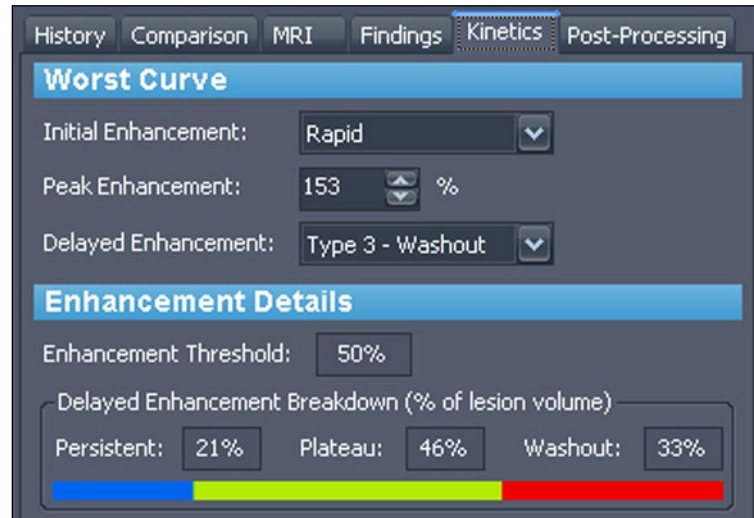 History Comparison MRI Findings Kinetics Post-Processing
Worst Curve
Initial Enhancement: Rapid
Peak Enhancement: 153 %
Delayed Enhancement: Type 3 - Washout
Enhancement Details
Enhancement Threshold: 50%
Delayed Enhancement Breakdown (% of lesion volume)
Persistent: 21% Plateau: 46% Washout: 33%